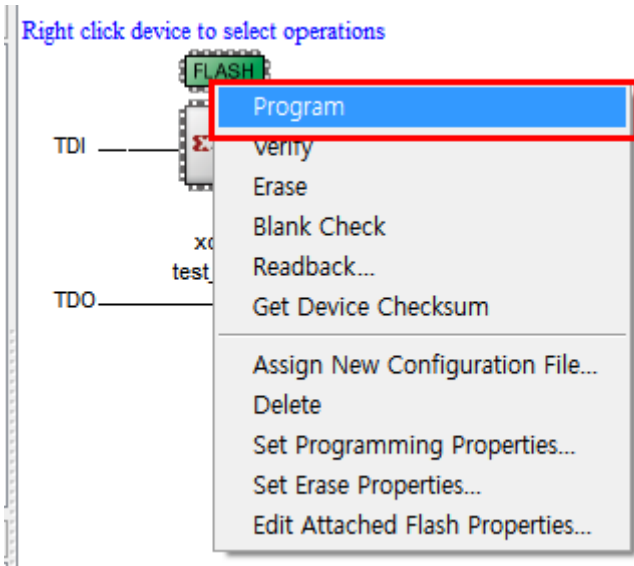 Right click device to select operations
FLASH
Program
TDI
Verify
Erase
Blank Check
Readback...
test_
TDO
Get Device Checksum
Assign New Configuration File...
Delete
Set Programming Properties...
Set Erase Properties...
Edit Attached Flash Properties...